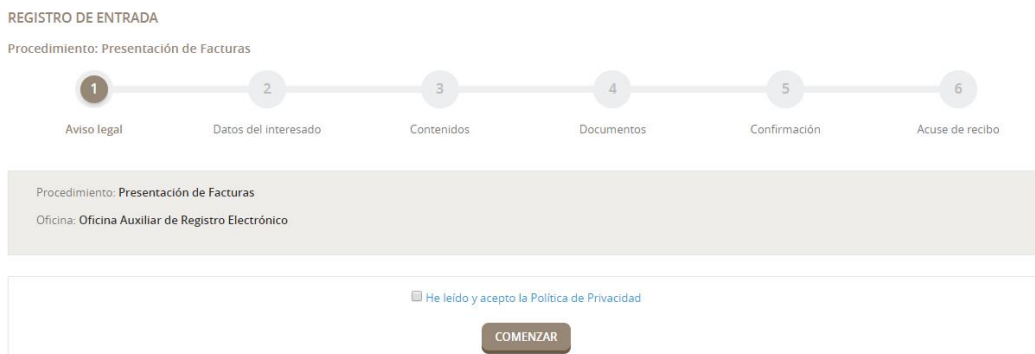 REGISTRO DE ENTRADA
Procedimiento: Presentación de Facturas
1 2 3 4 5 6
Aviso legal Datos del interesado Contenidos Documentos Confirmación Acuse de recibo
Procedimiento: Presentación de Facturas
Oficina: Oficina Auxiliar de Registro Electrónico
He leído y acepto la Política de Privacidad
COMENZAR